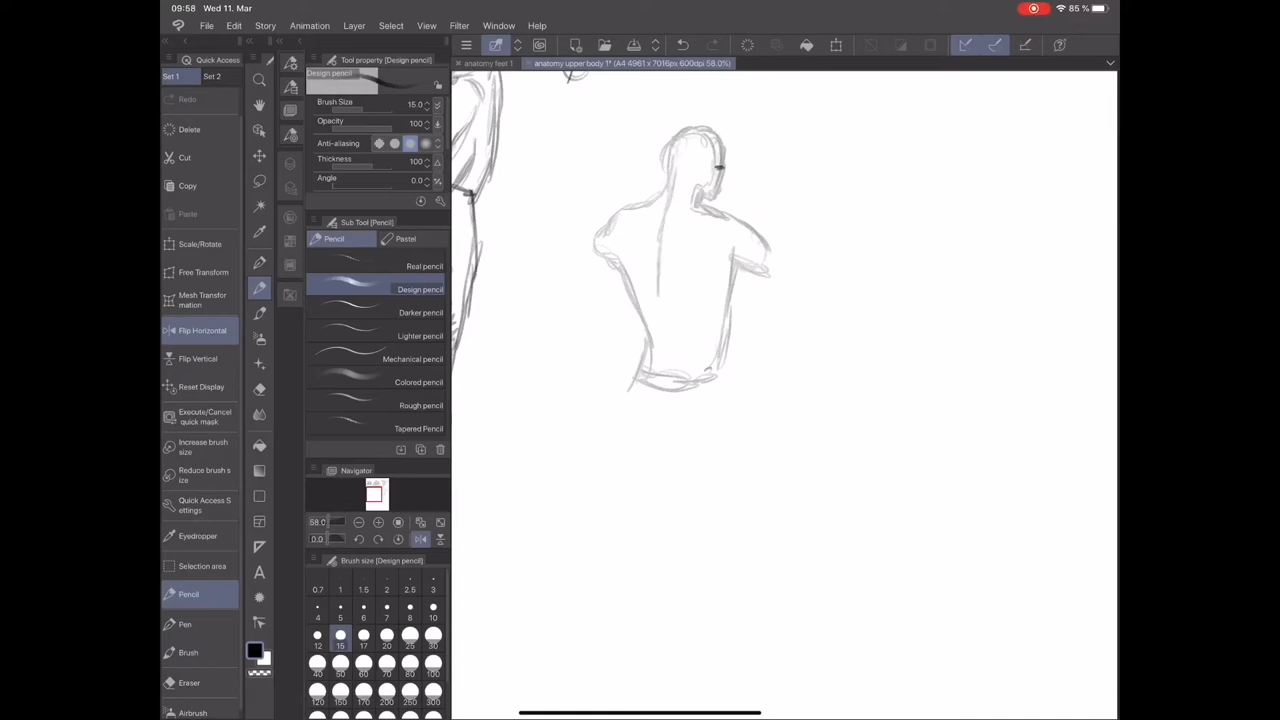 09:58 Wed 11. Mar
85 %
File Edit Story Animation Layer Select View Filter Window Help
Quick Access
Set 1 Set 2
Redo
Delete
Cut
Copy
Paste
Scale/Rotate
Free Transform
Mesh Transfor
mation
Flip Horizontal
Flip Vertical
Reset Display
Execute/Cancel
quick mask
Increase brush
size
Reduce brush s
ize
Quick Access S
ettings
Eyedropper
Selection area
Pencil
Pen
Brush
Eraser
Airbrush
Tool property [Design pencil]
Design pencil
Brush Size 15.0
Opacity 100
Anti-aliasing
Thickness 100
Angle 0.0
Sub Tool [Pencil]
Pencil Pastel
Real pencil
Design pencil
Darker pencil
Lighter pencil
Mechanical pencil
Colored pencil
Rough pencil
Tapered Pencil
Navigator
58.0
0.0
Brush size [Design pencil]
0.7 1 1.5 2 2.5 3
4 5 6 7 8 10
12 15 17 20 25 30
40 50 60 70 80 100
120 150 170 200 250 300
anatomy feet 1
anatomy upper body 1* (A4 4961 x 7016px 600dpi 58.0%)